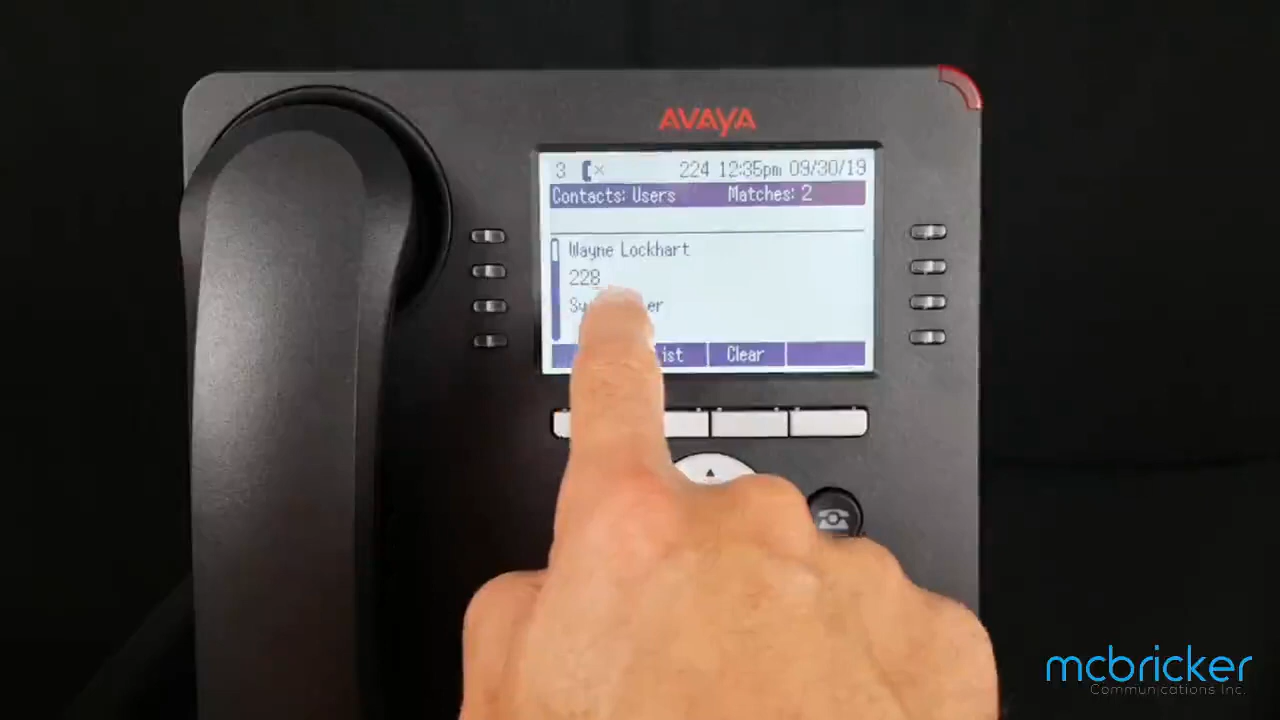 AVAYA
3 224 12:35pm 09/30/19
Contacts: Users Matches: 2
Wayne Lockhart
228
Clear
mcbricker
Communications Inc.